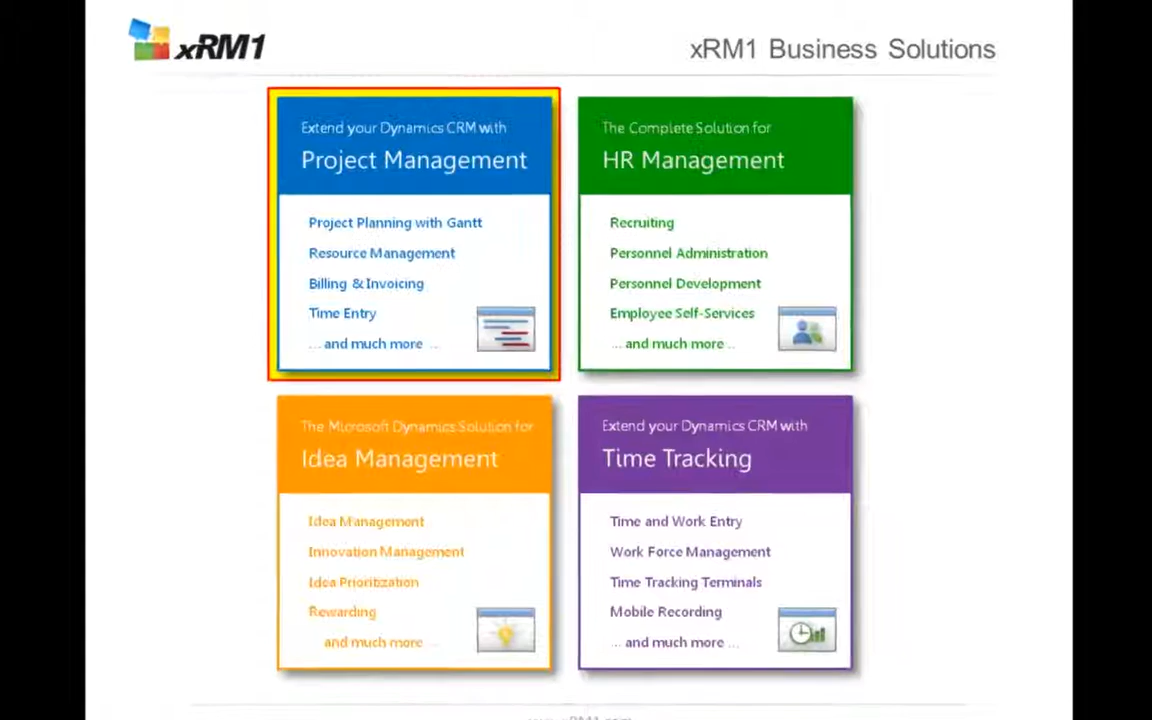 xRM1
xRM1 Business Solutions
Extend your Dynamics CRM with
Project Management
Project Planning with Gantt
Resource Management
Billing & Invoicing
Time Entry
... and much more ...
The Complete Solution for
HR Management
Recruiting
Personnel Administration
Personnel Development
Employee Self-Services
... and much more ...
The Microsoft Dynamics Solution for
Idea Management
Idea Management
Innovation Management
Idea Prioritization
Rewarding
and much more
Extend your Dynamics CRM with
Time Tracking
Time and Work Entry
Work Force Management
Time Tracking Terminals
Mobile Recording
... and much more ...